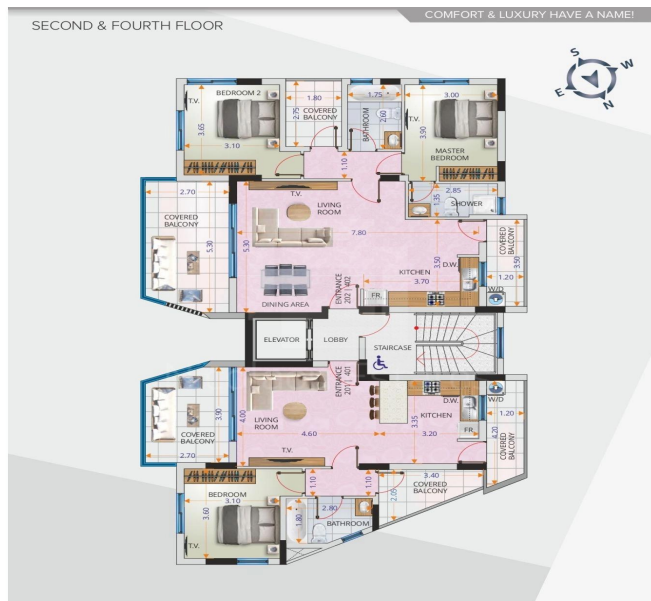 COMFORT & LUXURY HAVE A NAME!
SECOND & FOURTH FLOOR
S
W
E
N
BEDROOM 2
T.V.
3.65
3.10
1.80
COVERED
BALCONY
2.75
1.75
BATHROOM
2.60
3.00
T.V.
3.90
MASTER
BEDROOM
1.10
2.70
COVERED
BALCONY
5.30
T.V.
LIVING
ROOM
5.30
7.80
2.85
1.35
SHOWER
COVERED
BALCONY
3.50
1.20
3.50
KITCHEN
3.70
D.W.
W/D
FR.
DINING AREA
ENTRANCE
202 | 402
ELEVATOR
LOBBY
STAIRCASE
ENTRANCE
201 | 401
3.90
COVERED
BALCONY
2.70
4.00
LIVING
ROOM
4.60
T.V.
3.35
KITCHEN
3.20
D.W.
FR.
W/D
1.20
4.20
COVERED
BALCONY
BEDROOM
3.10
3.60
T.V.
1.10
1.10
2.80
1.80
BATHROOM
3.40
COVERED
BALCONY
2.05